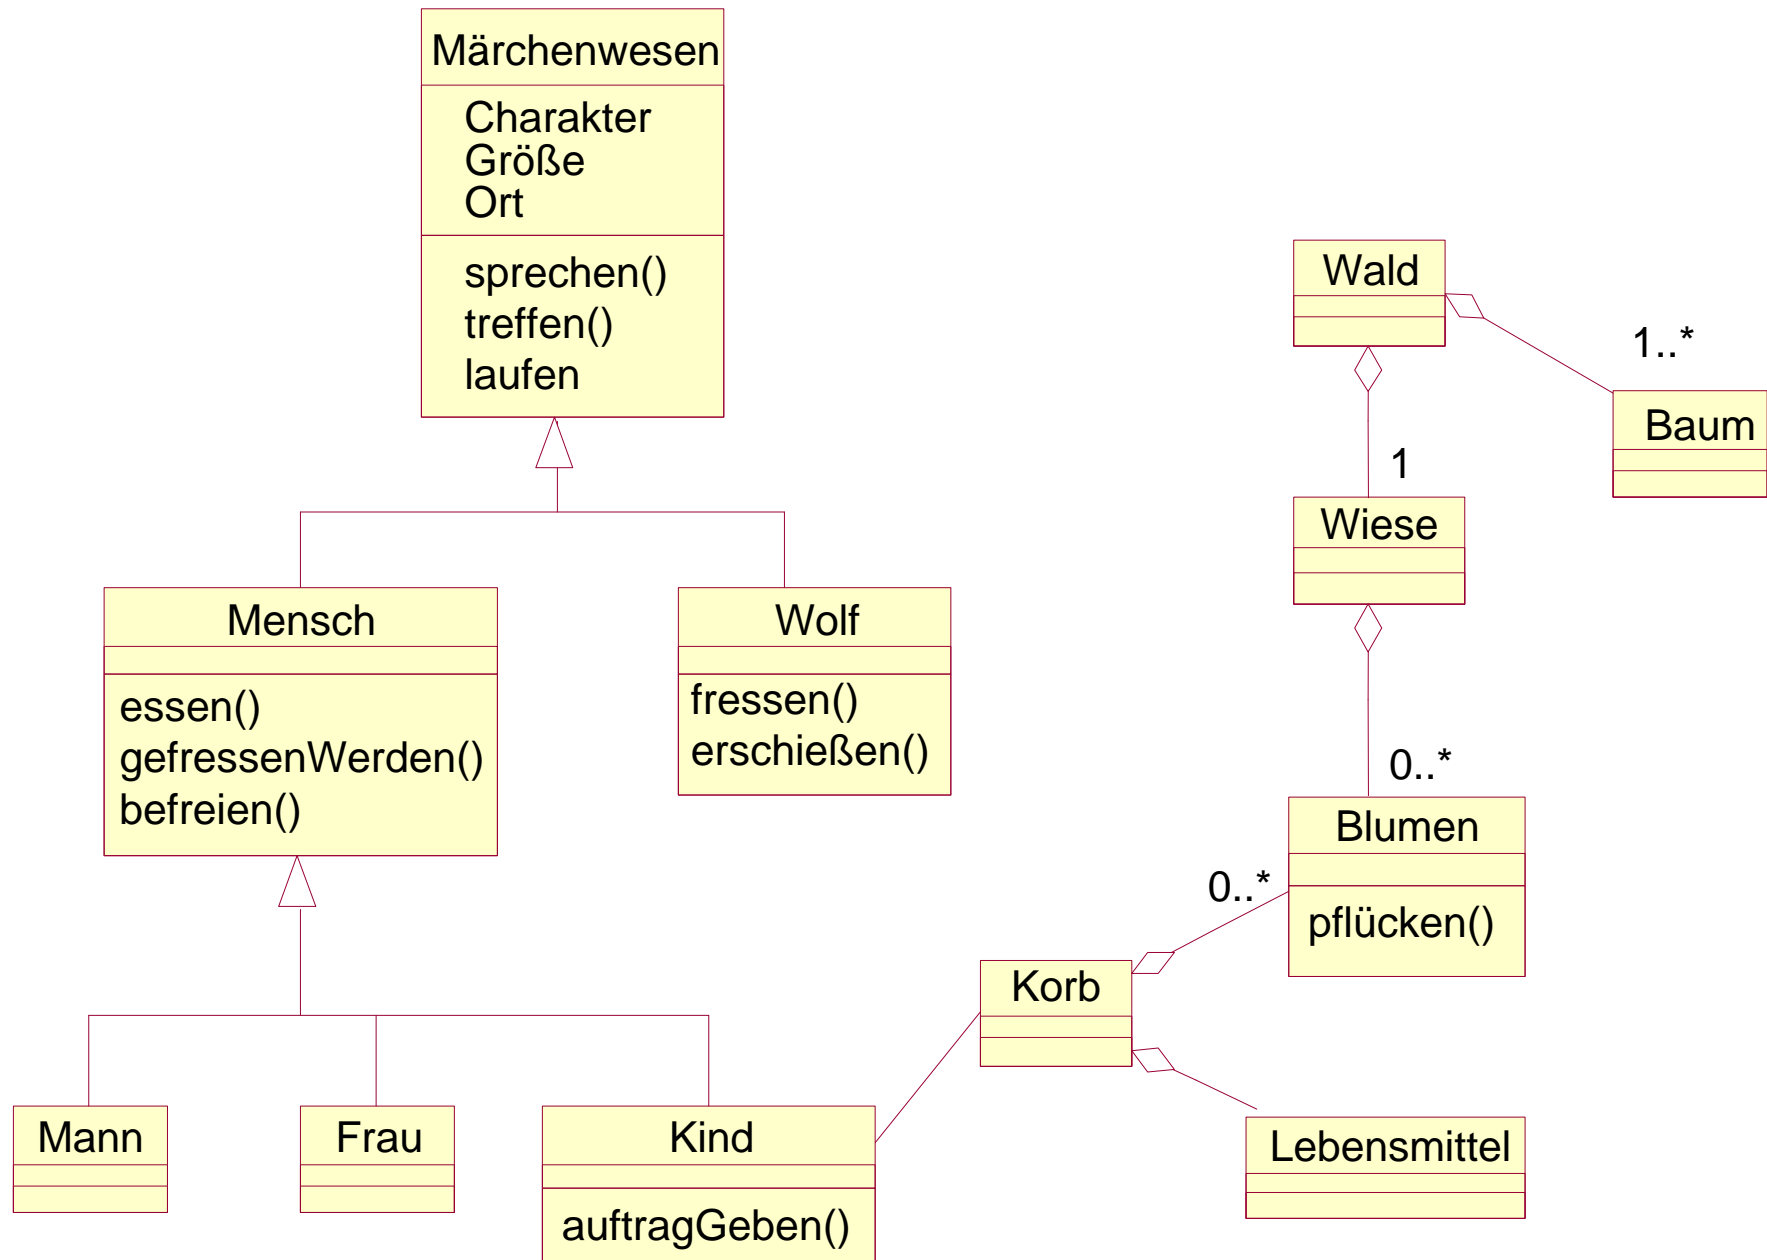 Märchenwesen
Charakter
Größe
Ort
sprechen()
treffen()
laufen
Wald
1..*
Baum
1
Wiese
Mensch
essen()
gefressenWerden()
befreien()
Wolf
fressen()
erschießen()
0..*
Blumen
pflücken()
0..*
Korb
Mann
Frau
Kind
auftragGeben()
Lebensmittel